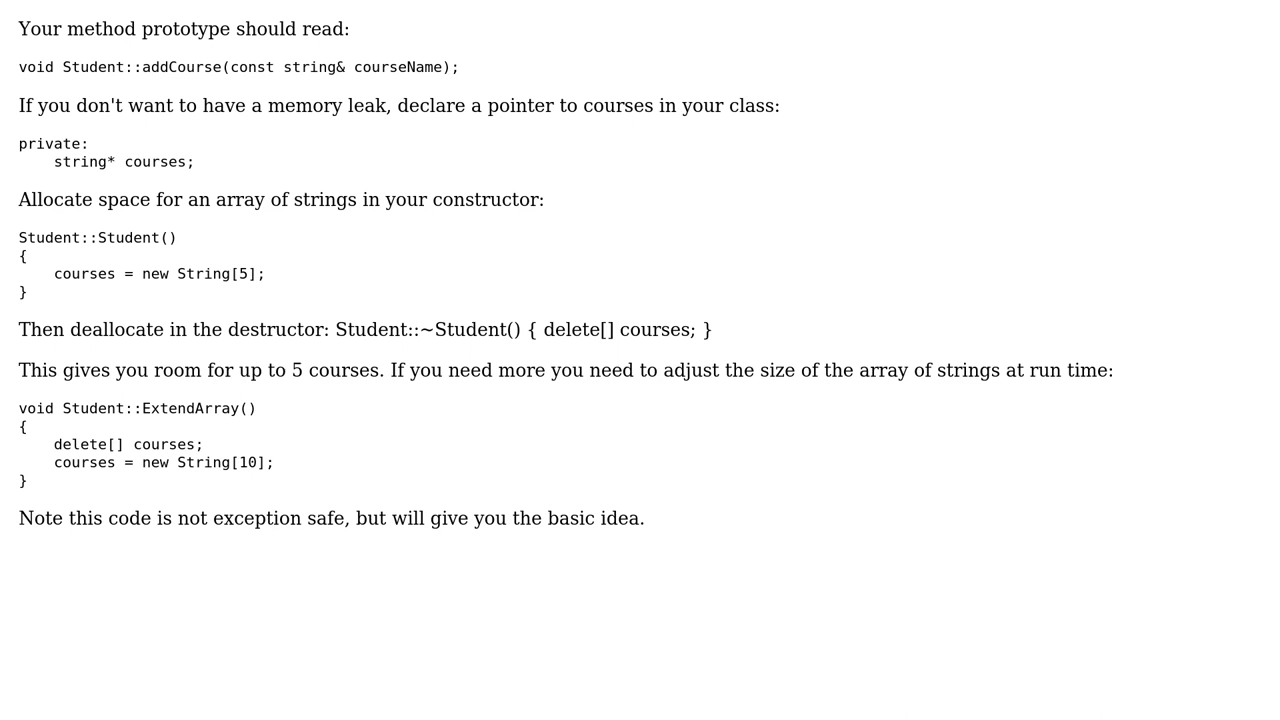 Your method prototype should read:
void Student::addCourse(const string& courseName);
If you don't want to have a memory leak, declare a pointer to courses in your class:
private:
    string* courses;
Allocate space for an array of strings in your constructor:
Student::Student()
{
    courses = new String[5];
}
Then deallocate in the destructor: Student::~Student() { delete[] courses; }
This gives you room for up to 5 courses. If you need more you need to adjust the size of the array of strings at run time:
void Student::ExtendArray()
{
    delete[] courses;
    courses = new String[10];
}
Note this code is not exception safe, but will give you the basic idea.